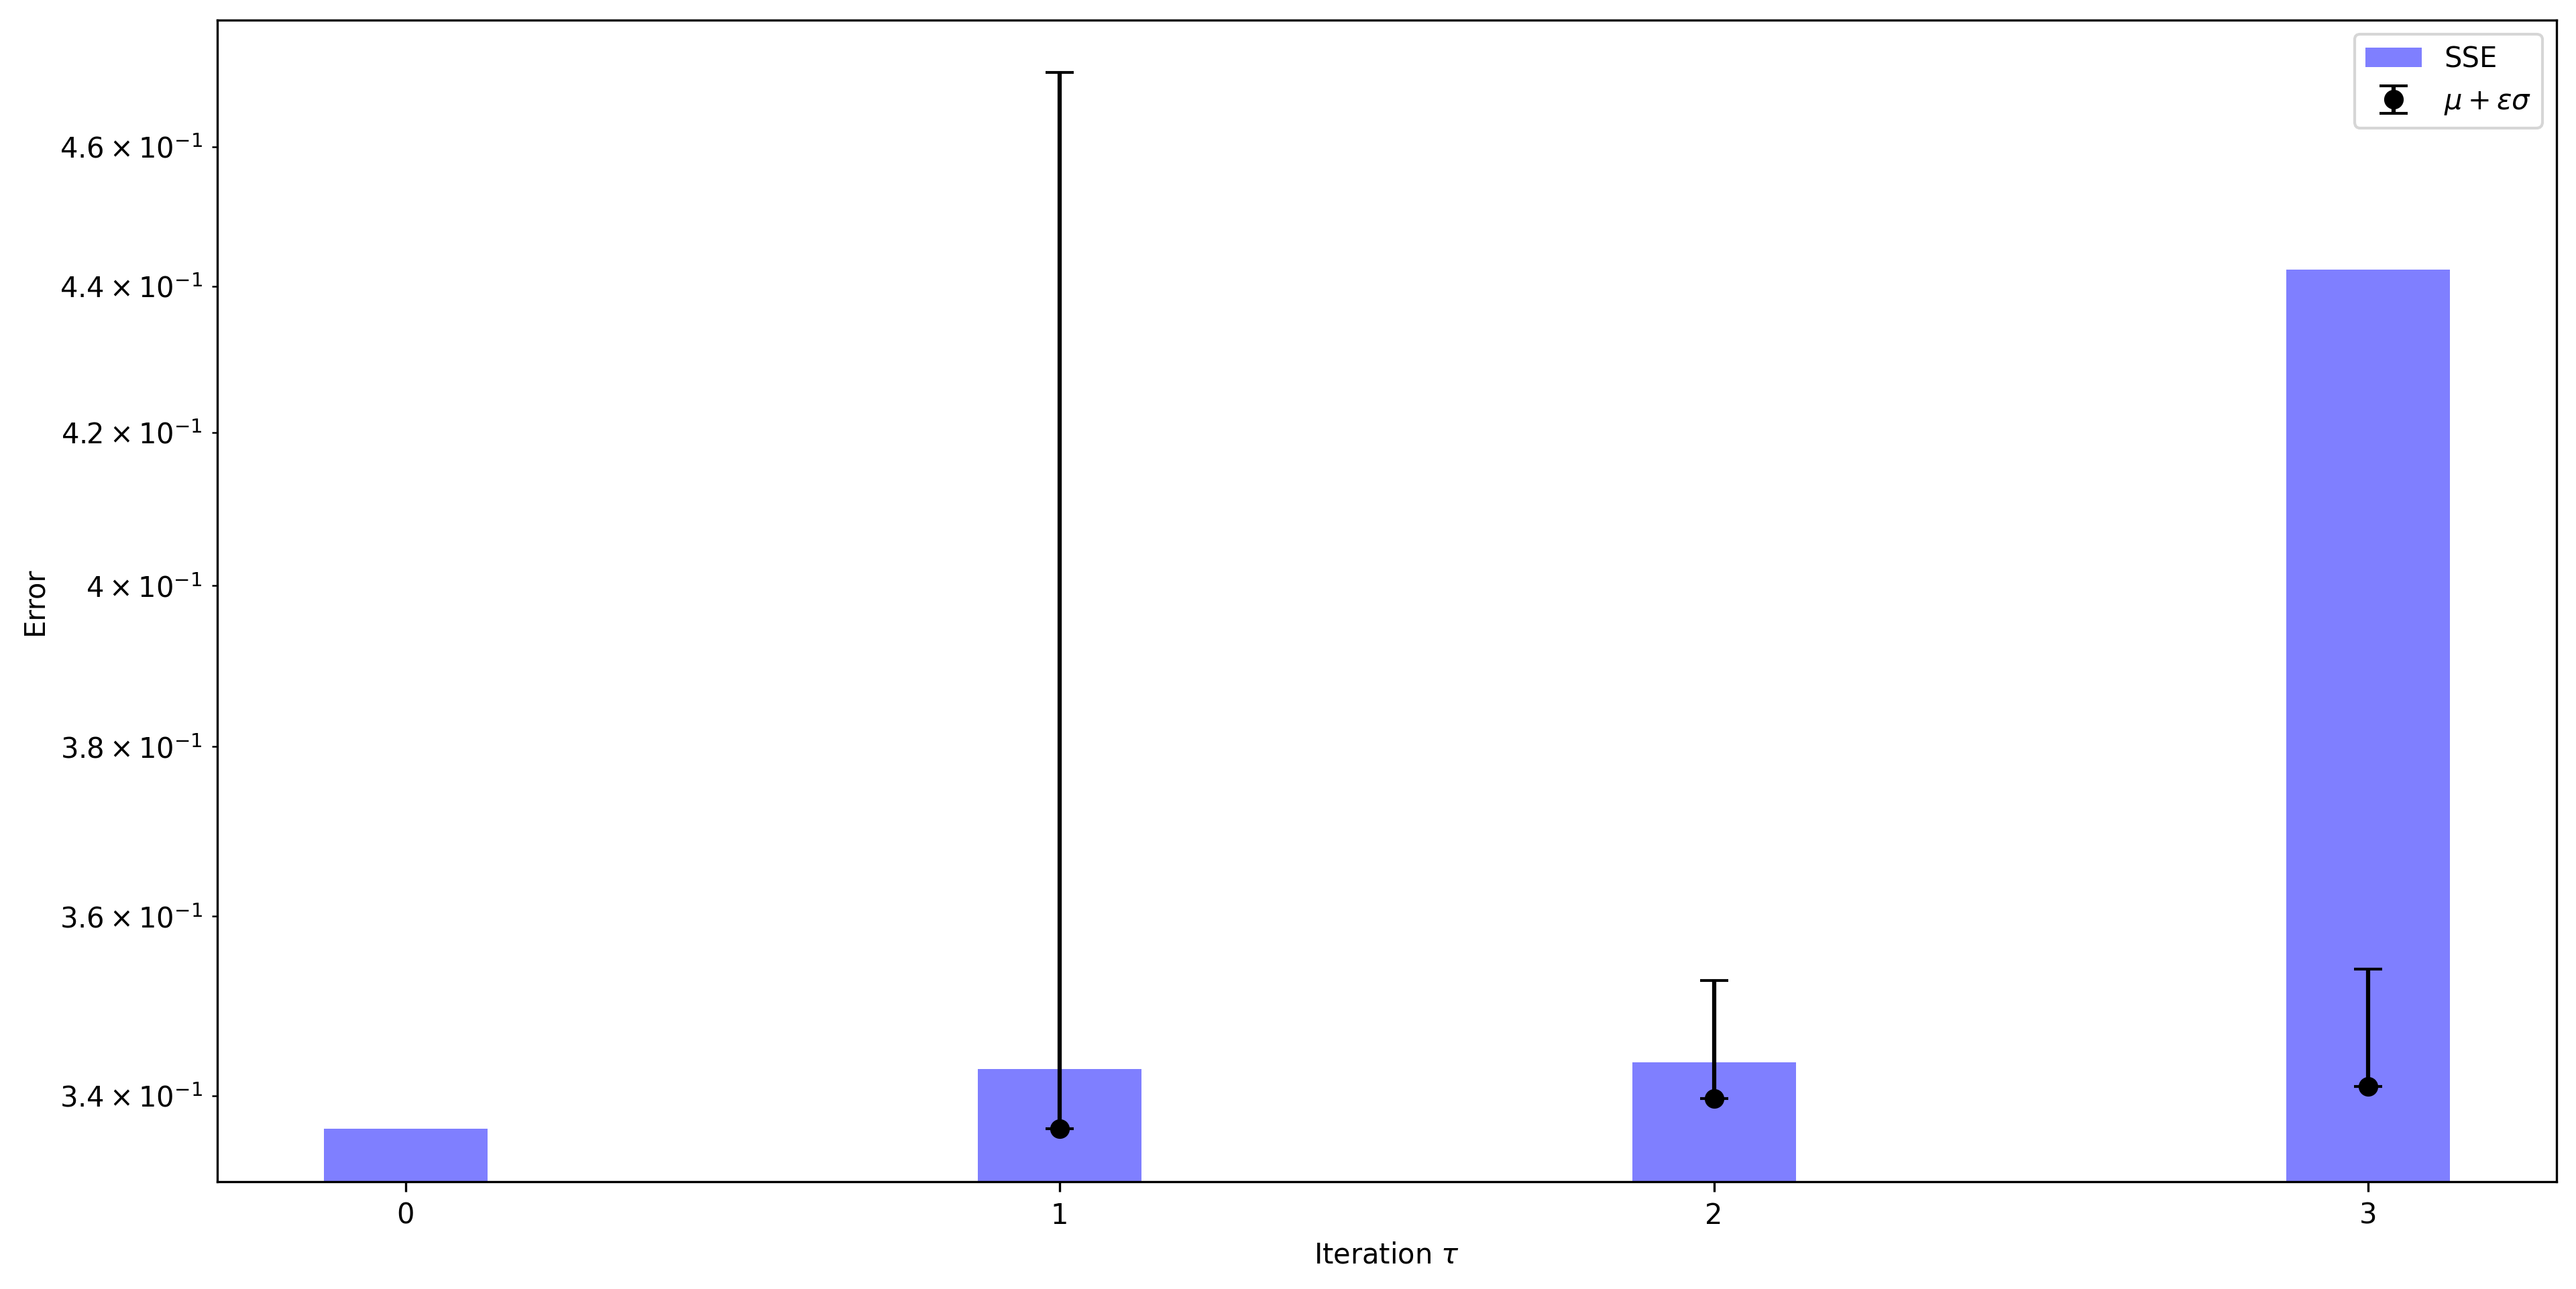 SSE
μ + εσ
4.6 × 10⁻¹
4.4 × 10⁻¹
4.2 × 10⁻¹
4 × 10⁻¹
3.8 × 10⁻¹
3.6 × 10⁻¹
3.4 × 10⁻¹
Error
0
1
2
3
Iteration τ